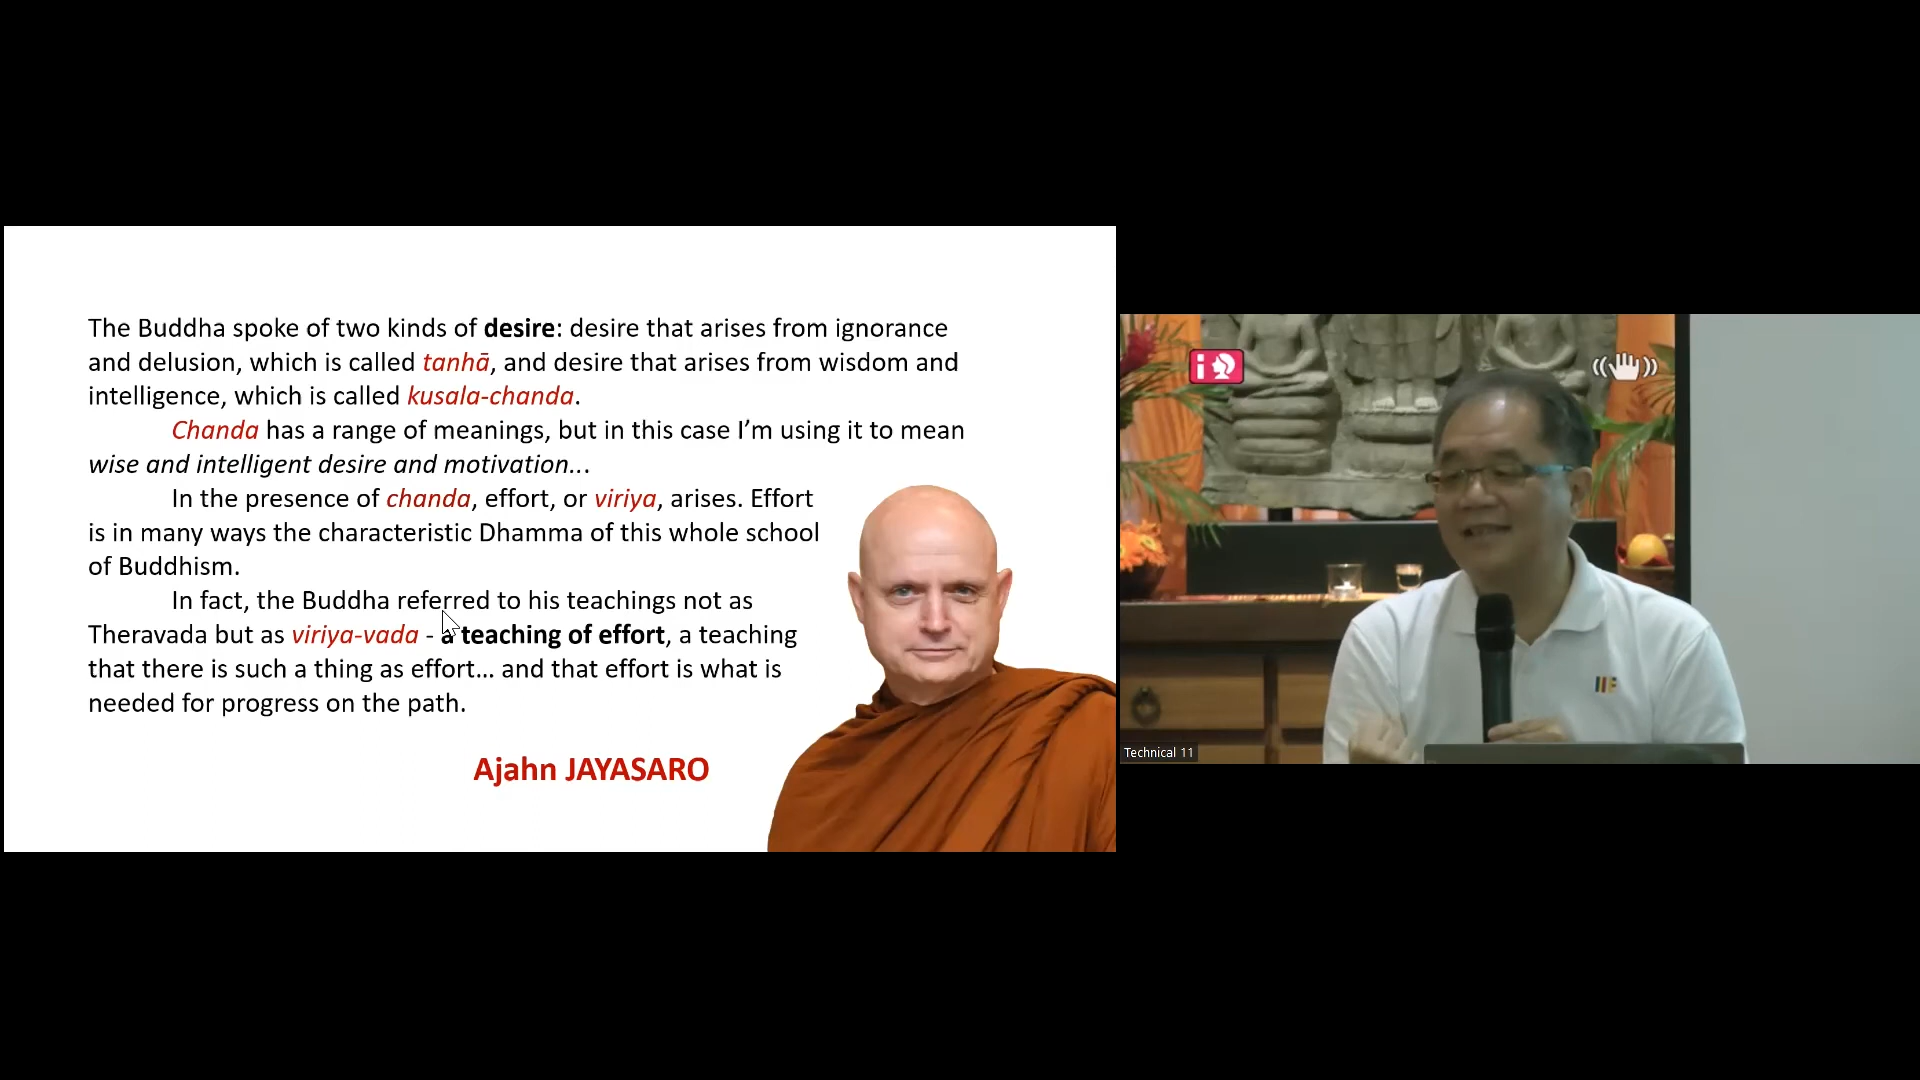 The Buddha spoke of two kinds of desire: desire that arises from ignorance
and delusion, which is called tanhā, and desire that arises from wisdom and
intelligence, which is called kusala-chanda.
Chanda has a range of meanings, but in this case I’m using it to mean
wise and intelligent desire and motivation...
In the presence of chanda, effort, or viriya, arises. Effort
is in many ways the characteristic Dhamma of this whole school
of Buddhism.
In fact, the Buddha referred to his teachings not as
Theravada but as viriya-vada - a teaching of effort, a teaching
that there is such a thing as effort... and that effort is what is
needed for progress on the path.
Ajahn JAYASARO
Technical 11